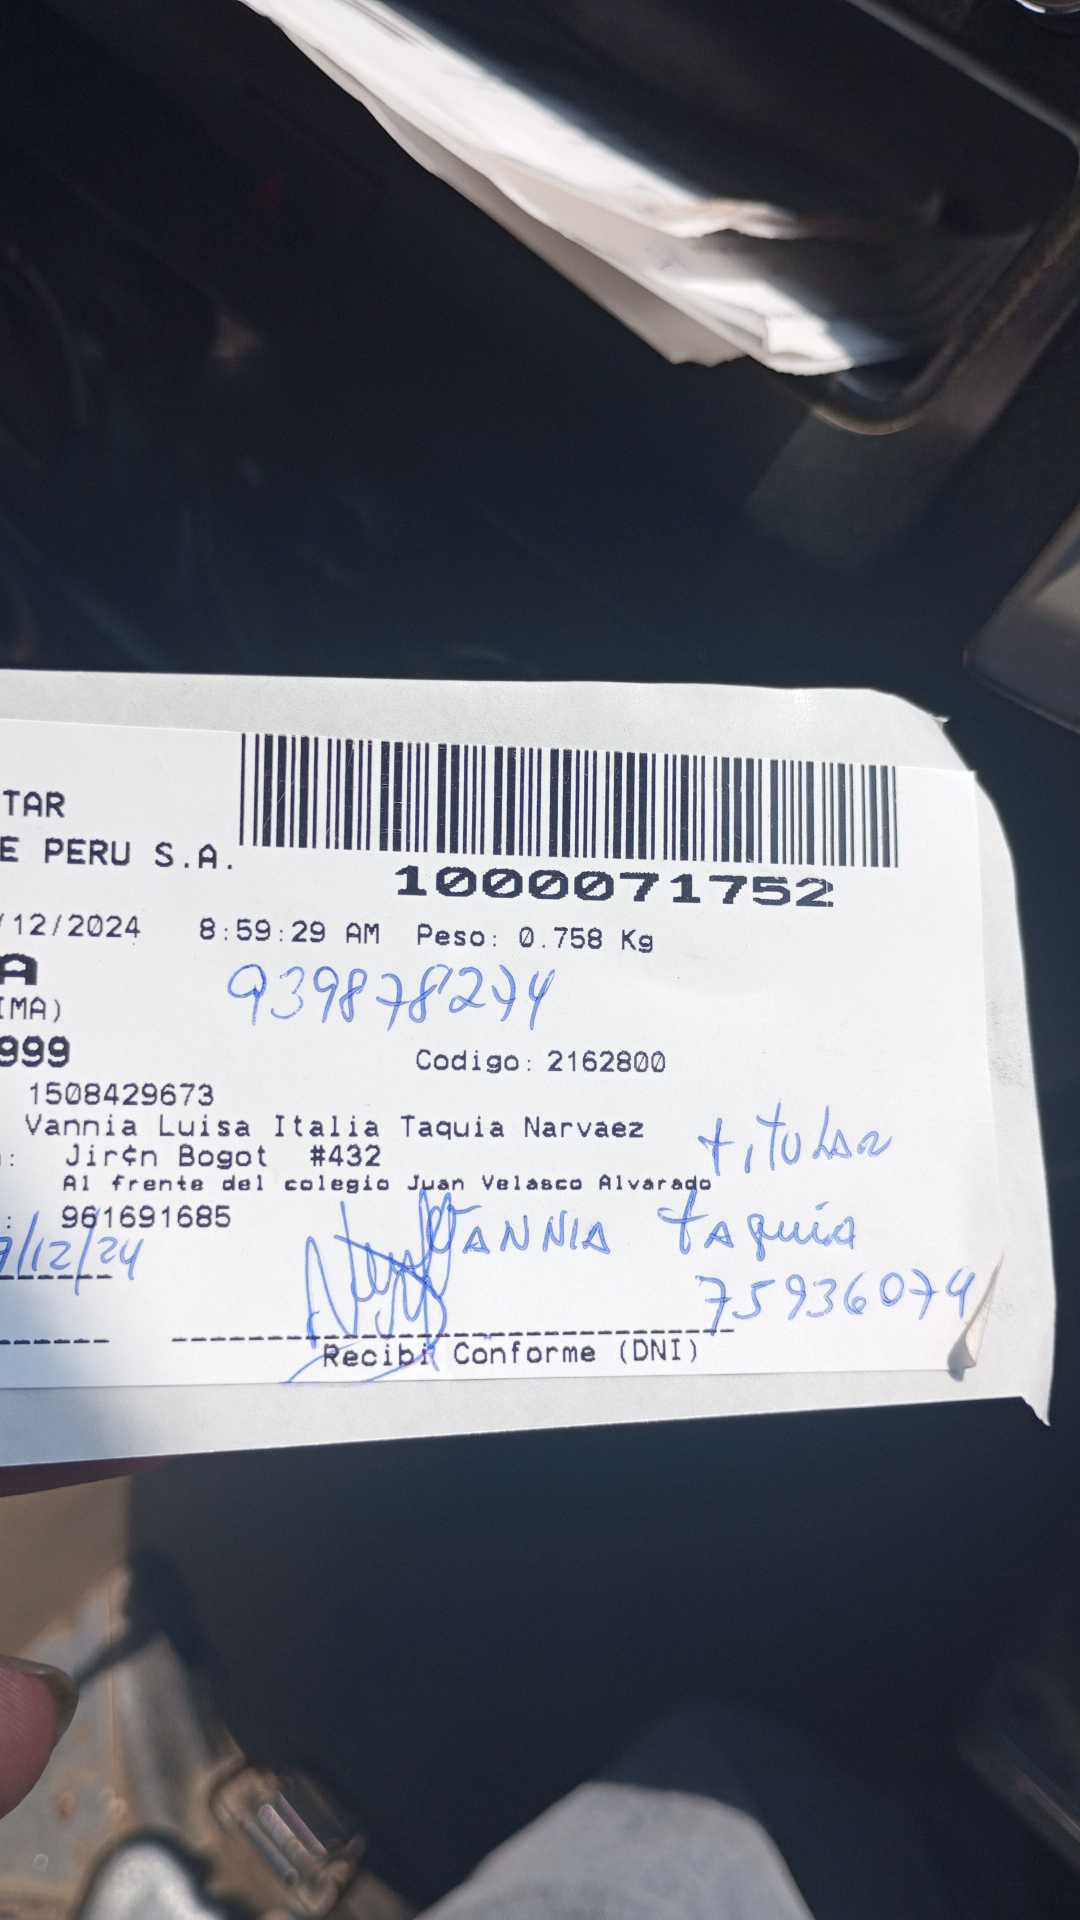 TAR
E PERU S.A.
1000071752
/12/2024 8:59:29 AM Peso: 0.758 Kg
A
939878274
IMA)
999
Codigo: 2162800
1508429673
Vannia Luisa Italia Taquia Narvaez
titular
: Jir¢n Bogot #432
Al frente del colegio Juan Velasco Alvarado
: 961691685
VANNIA taquia
9/12/24
75936074
Recibi Conforme (DNI)